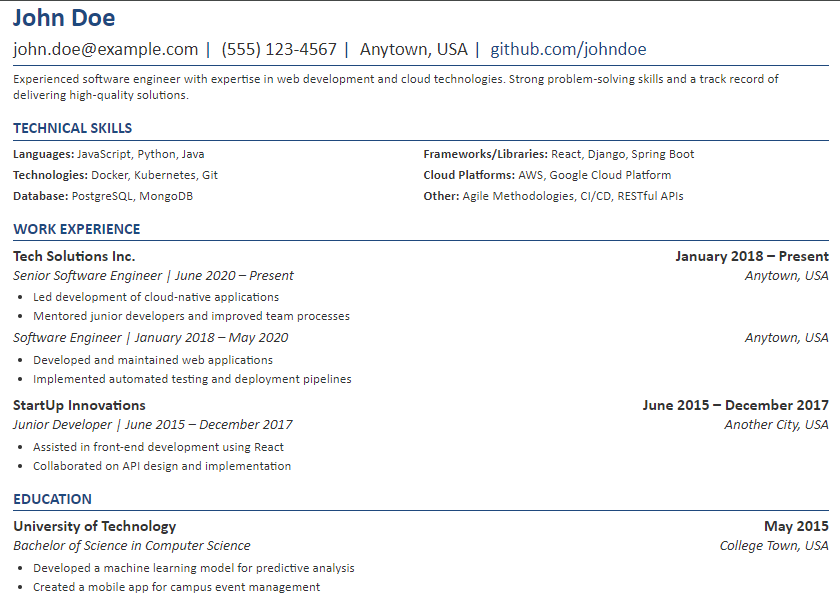 John Doe
john.doe@example.com | (555) 123-4567 | Anytown, USA | github.com/johndoe
Experienced software engineer with expertise in web development and cloud technologies. Strong problem-solving skills and a track record of
delivering high-quality solutions.
TECHNICAL SKILLS
Languages: JavaScript, Python, Java Frameworks/Libraries: React, Django, Spring Boot
Technologies: Docker, Kubernetes, Git Cloud Platforms: AWS, Google Cloud Platform
Database: PostgreSQL, MongoDB Other: Agile Methodologies, CI/CD, RESTful APIs
WORK EXPERIENCE
Tech Solutions Inc. January 2018 – Present
Senior Software Engineer | June 2020 – Present Anytown, USA
• Led development of cloud-native applications
• Mentored junior developers and improved team processes
Software Engineer | January 2018 – May 2020 Anytown, USA
• Developed and maintained web applications
• Implemented automated testing and deployment pipelines
StartUp Innovations June 2015 – December 2017
Junior Developer | June 2015 – December 2017 Another City, USA
• Assisted in front-end development using React
• Collaborated on API design and implementation
EDUCATION
University of Technology May 2015
Bachelor of Science in Computer Science College Town, USA
• Developed a machine learning model for predictive analysis
• Created a mobile app for campus event management